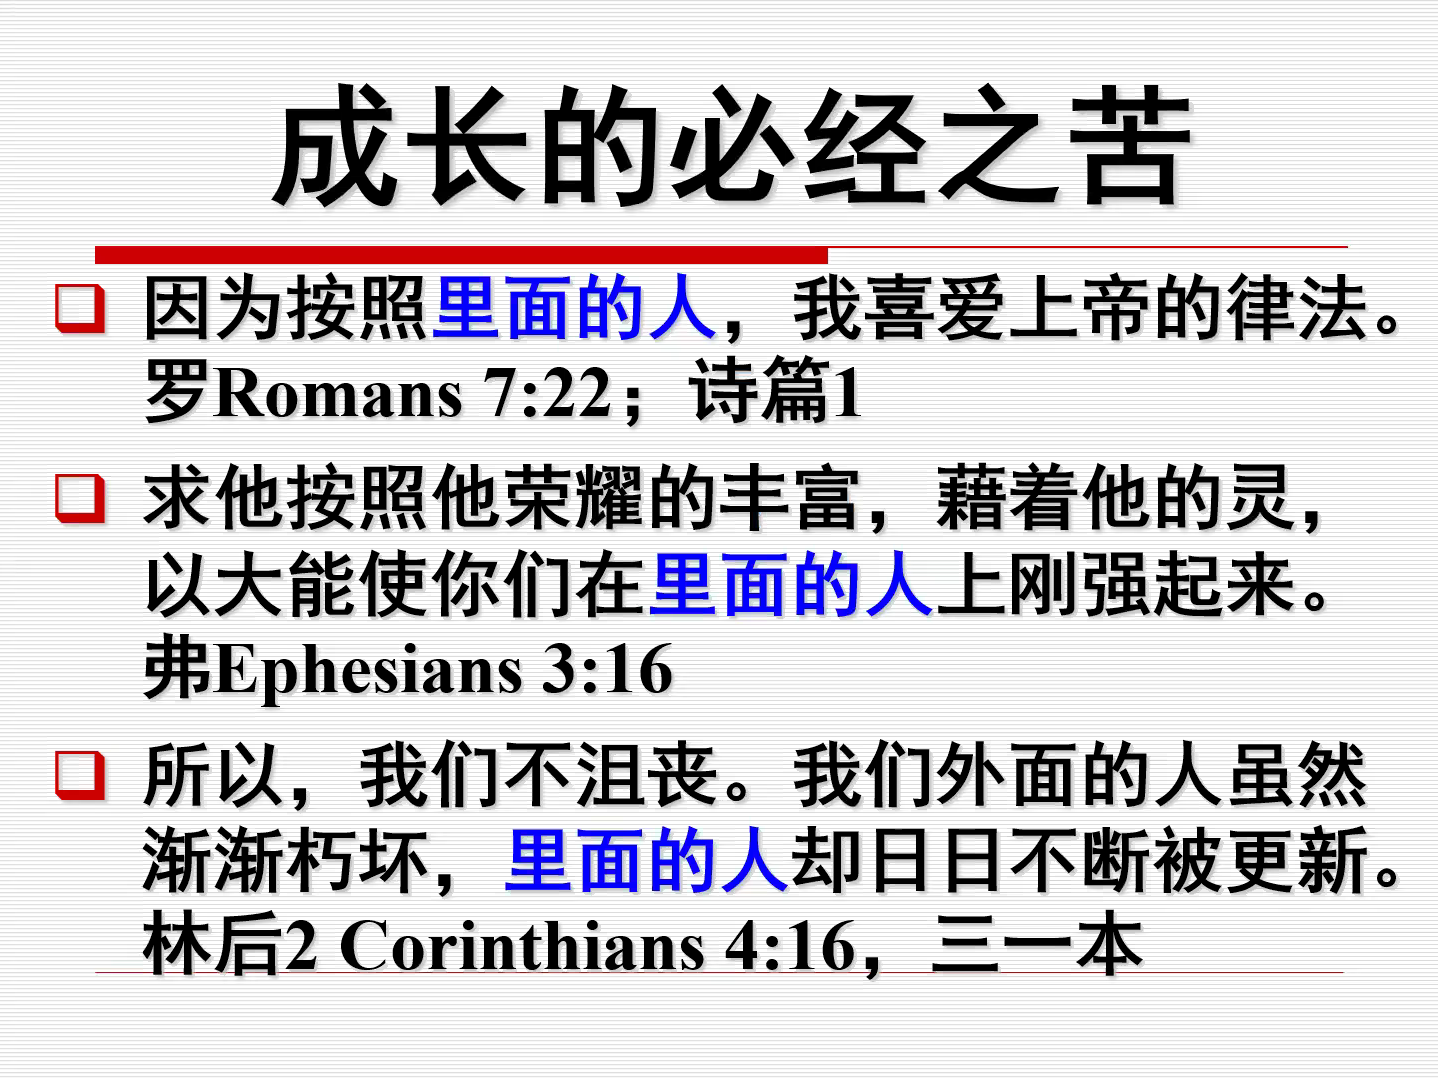 成长的必经之苦
因为按照里面的人，我喜爱上帝的律法。
罗Romans 7:22；诗篇1
求他按照他荣耀的丰富，藉着他的灵，
以大能使你们在里面的人上刚强起来。
弗Ephesians 3:16
所以，我们不沮丧。我们外面的人虽然
渐渐朽坏，里面的人却日日不断被更新。
林后2 Corinthians 4:16，三一本